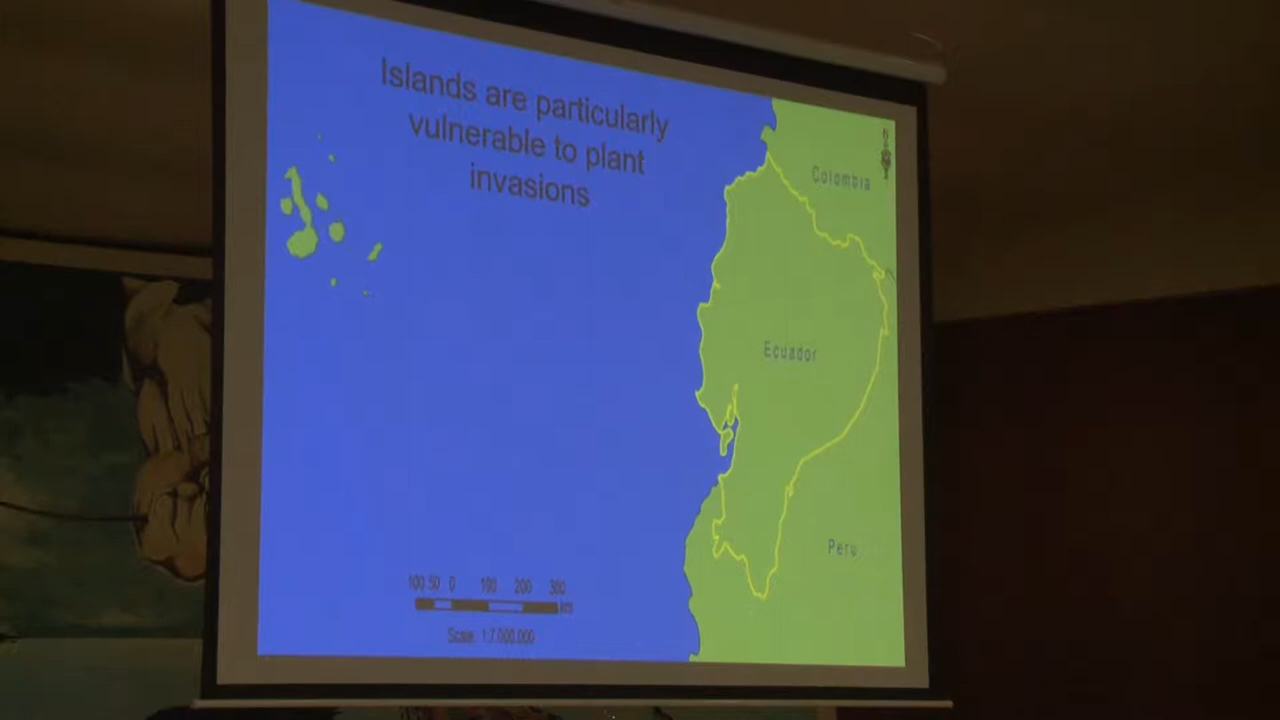 Islands are particularly
vulnerable to plant
invasions
N
Colombia
Ecuador
Peru
100 50 0 100 200 300
km
Scale: 1:7.000.000